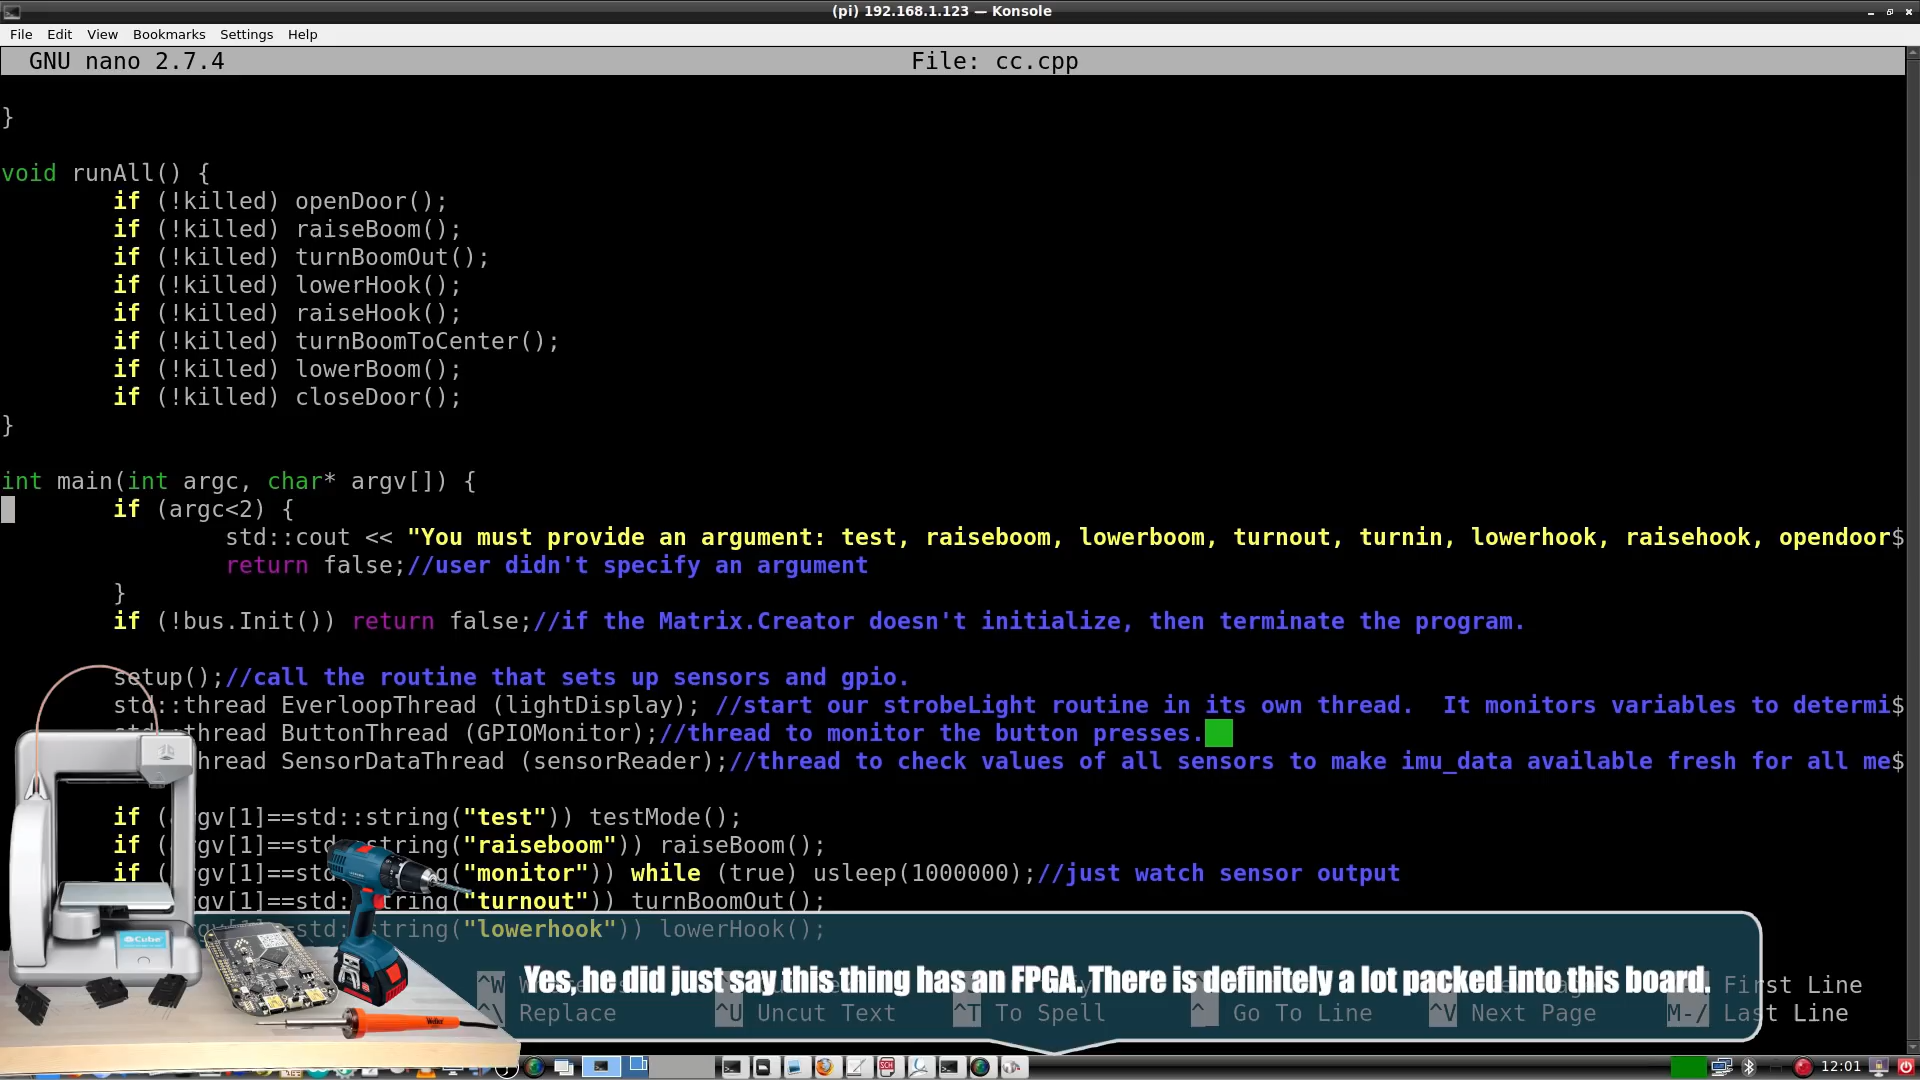 (pi) 192.168.1.123 — Konsole
File Edit View Bookmarks Settings Help
GNU nano 2.7.4 File: cc.cpp
}
void runAll() {
if (!killed) openDoor();
if (!killed) raiseBoom();
if (!killed) turnBoomOut();
if (!killed) lowerHook();
if (!killed) raiseHook();
if (!killed) turnBoomToCenter();
if (!killed) lowerBoom();
if (!killed) closeDoor();
}
int main(int argc, char* argv[]) {
if (argc<2) {
std::cout << "You must provide an argument: test, raiseboom, lowerboom, turnout, turnin, lowerhook, raisehook, opendoor$
return false;//user didn't specify an argument
}
if (!bus.Init()) return false;//if the Matrix.Creator doesn't initialize, then terminate the program.
setup();//call the routine that sets up sensors and gpio.
std::thread EverloopThread (lightDisplay); //start our strobeLight routine in its own thread.  It monitors variables to determi$
std::thread ButtonThread (GPIOMonitor);//thread to monitor the button presses.
thread SensorDataThread (sensorReader);//thread to check values of all sensors to make imu_data available fresh for all me$
if (argv[1]==std::string("test")) testMode();
if (argv[1]==std::string("raiseboom")) raiseBoom();
if (argv[1]==std::string("monitor")) while (true) usleep(1000000);//just watch sensor output
gv[1]==std::string("turnout")) turnBoomOut();
gv[1]==std::string("lowerhook")) lowerHook();
Yes, he did just say this thing has an FPGA. There is definitely a lot packed into this board.
^W First Line
^\ Replace ^U Uncut Text ^T To Spell ^_ Go To Line ^V Next Page M-/ Last Line
Cube
Weller
12:01